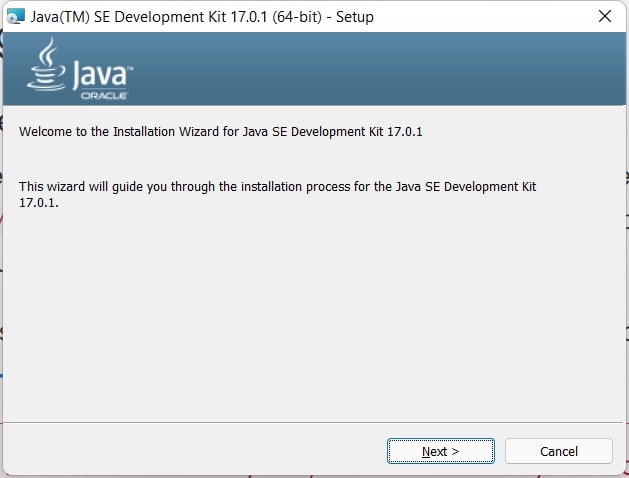 Java(TM) SE Development Kit 17.0.1 (64-bit) - Setup
Java™
ORACLE
Welcome to the Installation Wizard for Java SE Development Kit 17.0.1
This wizard will guide you through the installation process for the Java SE Development Kit
17.0.1.
Next >
Cancel